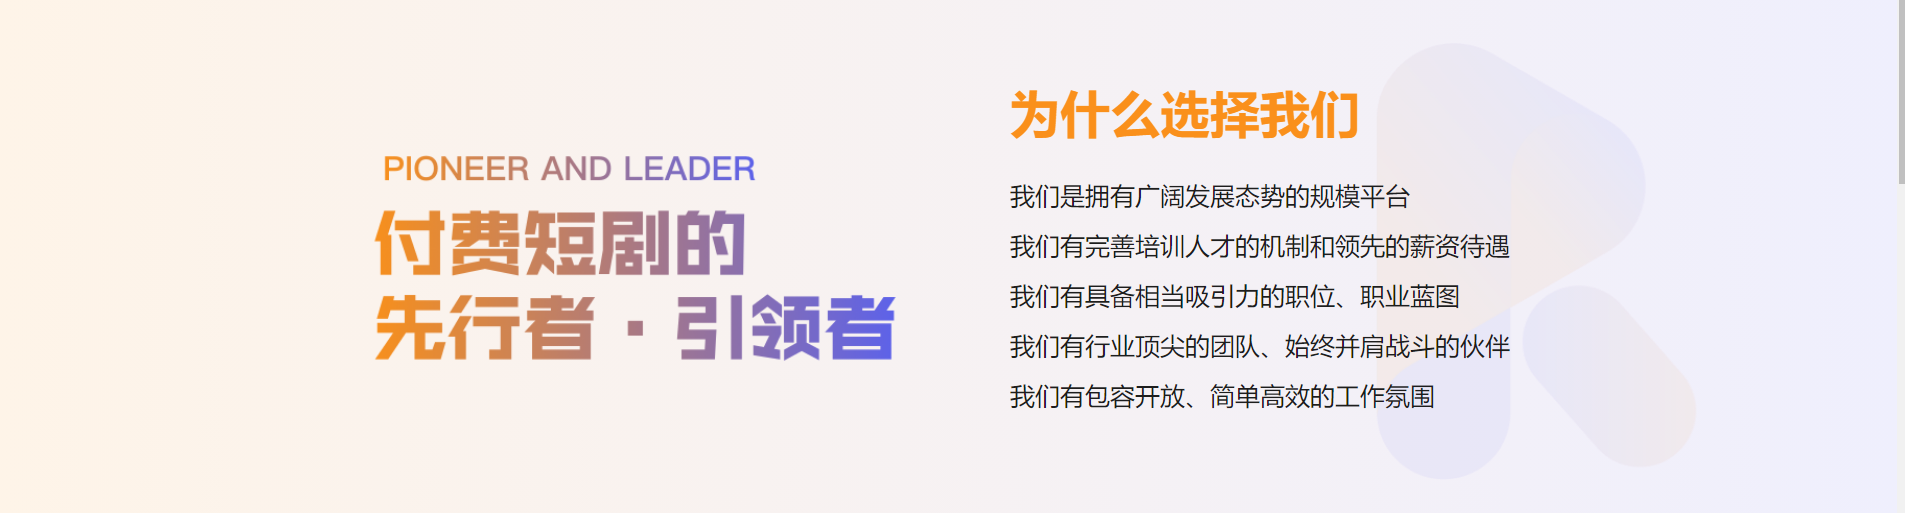 PIONEER AND LEADER
付费短剧的
先行者·引领者
为什么选择我们
我们是拥有广阔发展态势的规模平台
我们有完善培训人才的机制和领先的薪资待遇
我们有具备相当吸引力的职位、职业蓝图
我们有行业顶尖的团队、始终并肩战斗的伙伴
我们有包容开放、简单高效的工作氛围